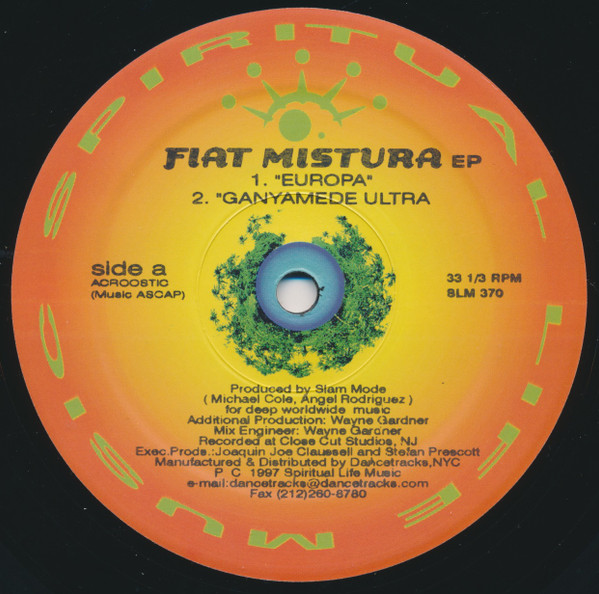 SPIRITUAL LIFE MUSIC
FIAT MISTURA EP
1. "EUROPA"
2. "GANYAMEDE ULTRA
side a
ACROOSTIC
(Music ASCAP)
33 1/3 RPM
SLM 370
Produced by Slam Mode
( Michael Cole, Angel Rodriguez )
for deep worldwide music
Additional Production: Wayne Gardner
Mix Engineer: Wayne Gardner
Recorded at Close Cut Studios, NJ
Exec.Prods.:Joaquin Joe Claussell and Stefan Prescott
Manufactured & Distributed by Dancetracks,NYC
P C 1997 Spiritual Life Music
e-mail:dancetracks@dancetracks.com
Fax (212)260-8780